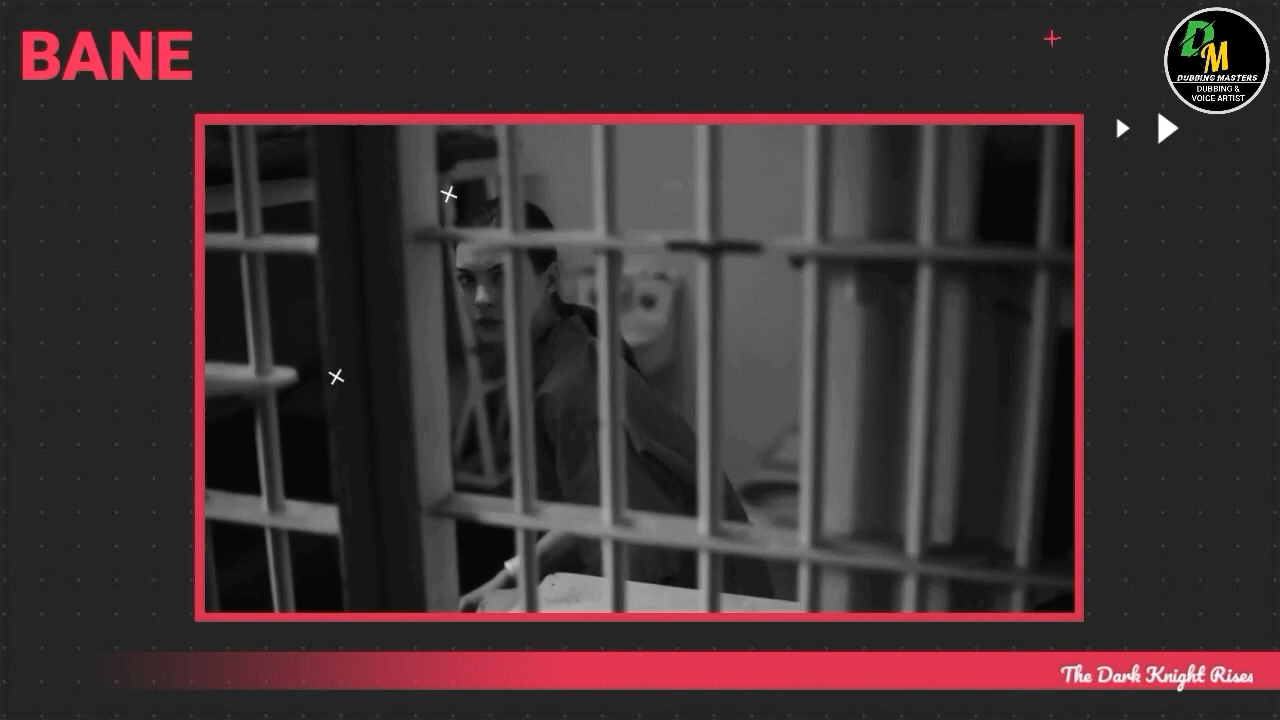 BANE
DM
DUBBING MASTERS
DUBBING &
VOICE ARTIST
The Dark Knight Rises